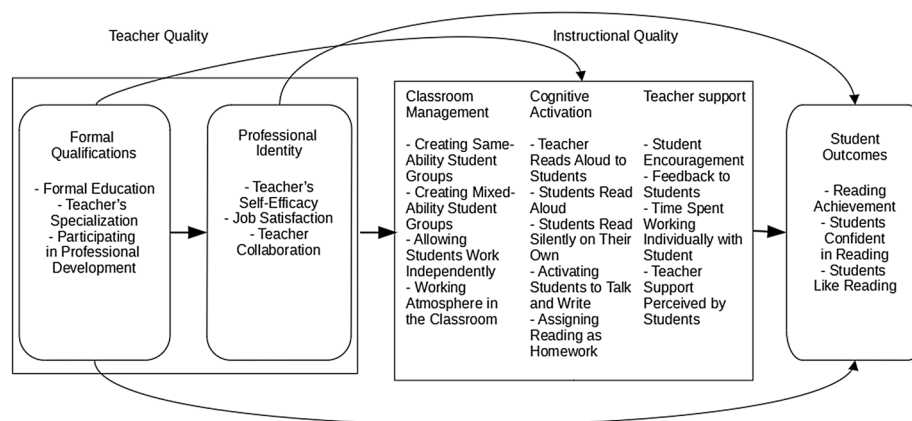 Teacher Quality
Instructional Quality
Formal
Qualifications
- Formal Education
- Teacher's
Specialization
- Participating
in Professional
Development
Professional
Identity
- Teacher's
Self-Efficacy
- Job Satisfaction
- Teacher
Collaboration
Classroom
Management
- Creating Same-
Ability Student
Groups
- Creating Mixed-
Ability Student
Groups
- Allowing
Students Work
Independently
- Working
Atmosphere in
the Classroom
Cognitive
Activation
- Teacher
Reads Aloud to
Students
- Students Read
Aloud
- Students Read
Silently on Their
Own
- Activating
Students to Talk
and Write
- Assigning
Reading as
Homework
Teacher support
- Student
Encouragement
- Feedback to
Students
- Time Spent
Working
Individually with
Student
- Teacher
Support
Perceived by
Students
Student
Outcomes
- Reading
Achievement
- Students
Confident
in Reading
- Students
Like Reading